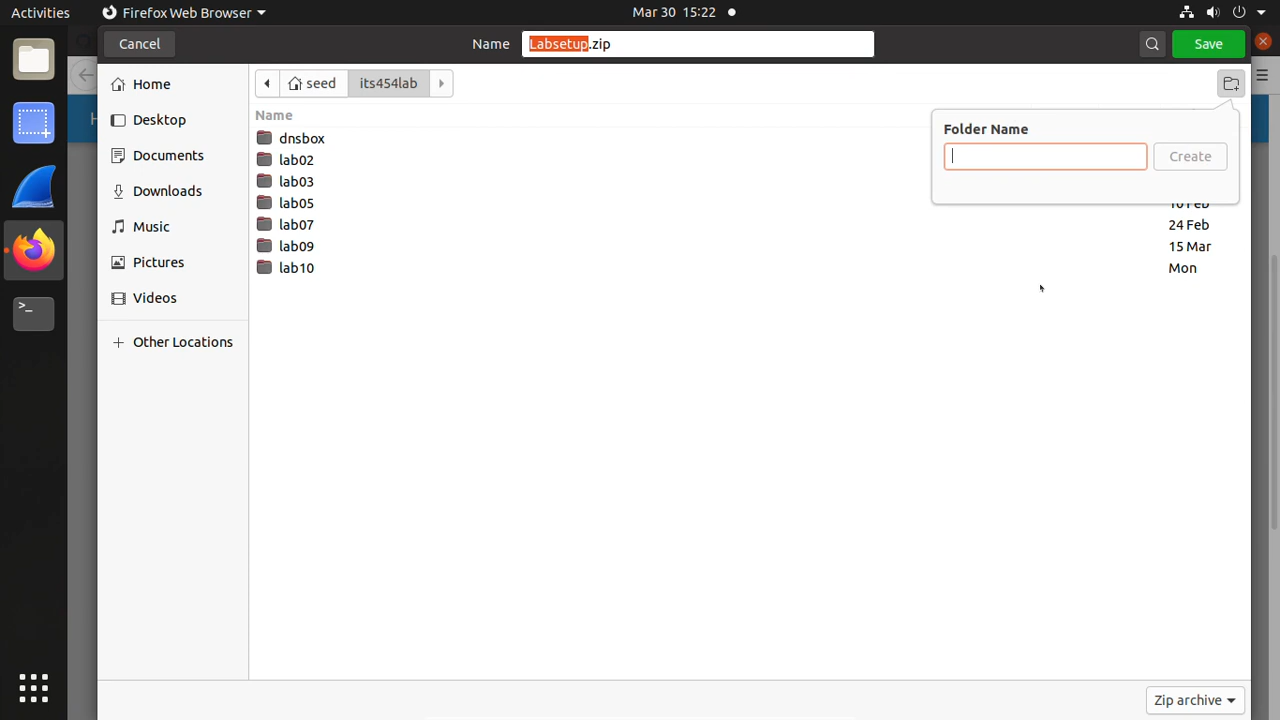 Activities Firefox Web Browser Mar 30 15:22
Cancel Name Labsetup.zip Save
Home seed its454lab
H
Name
Folder Name
Create
Desktop
Documents
Downloads
Music
Pictures
Videos
Other Locations
dnsbox
lab02
lab03
lab05 10 Feb
lab07 24 Feb
lab09 15 Mar
lab10 Mon
Zip archive